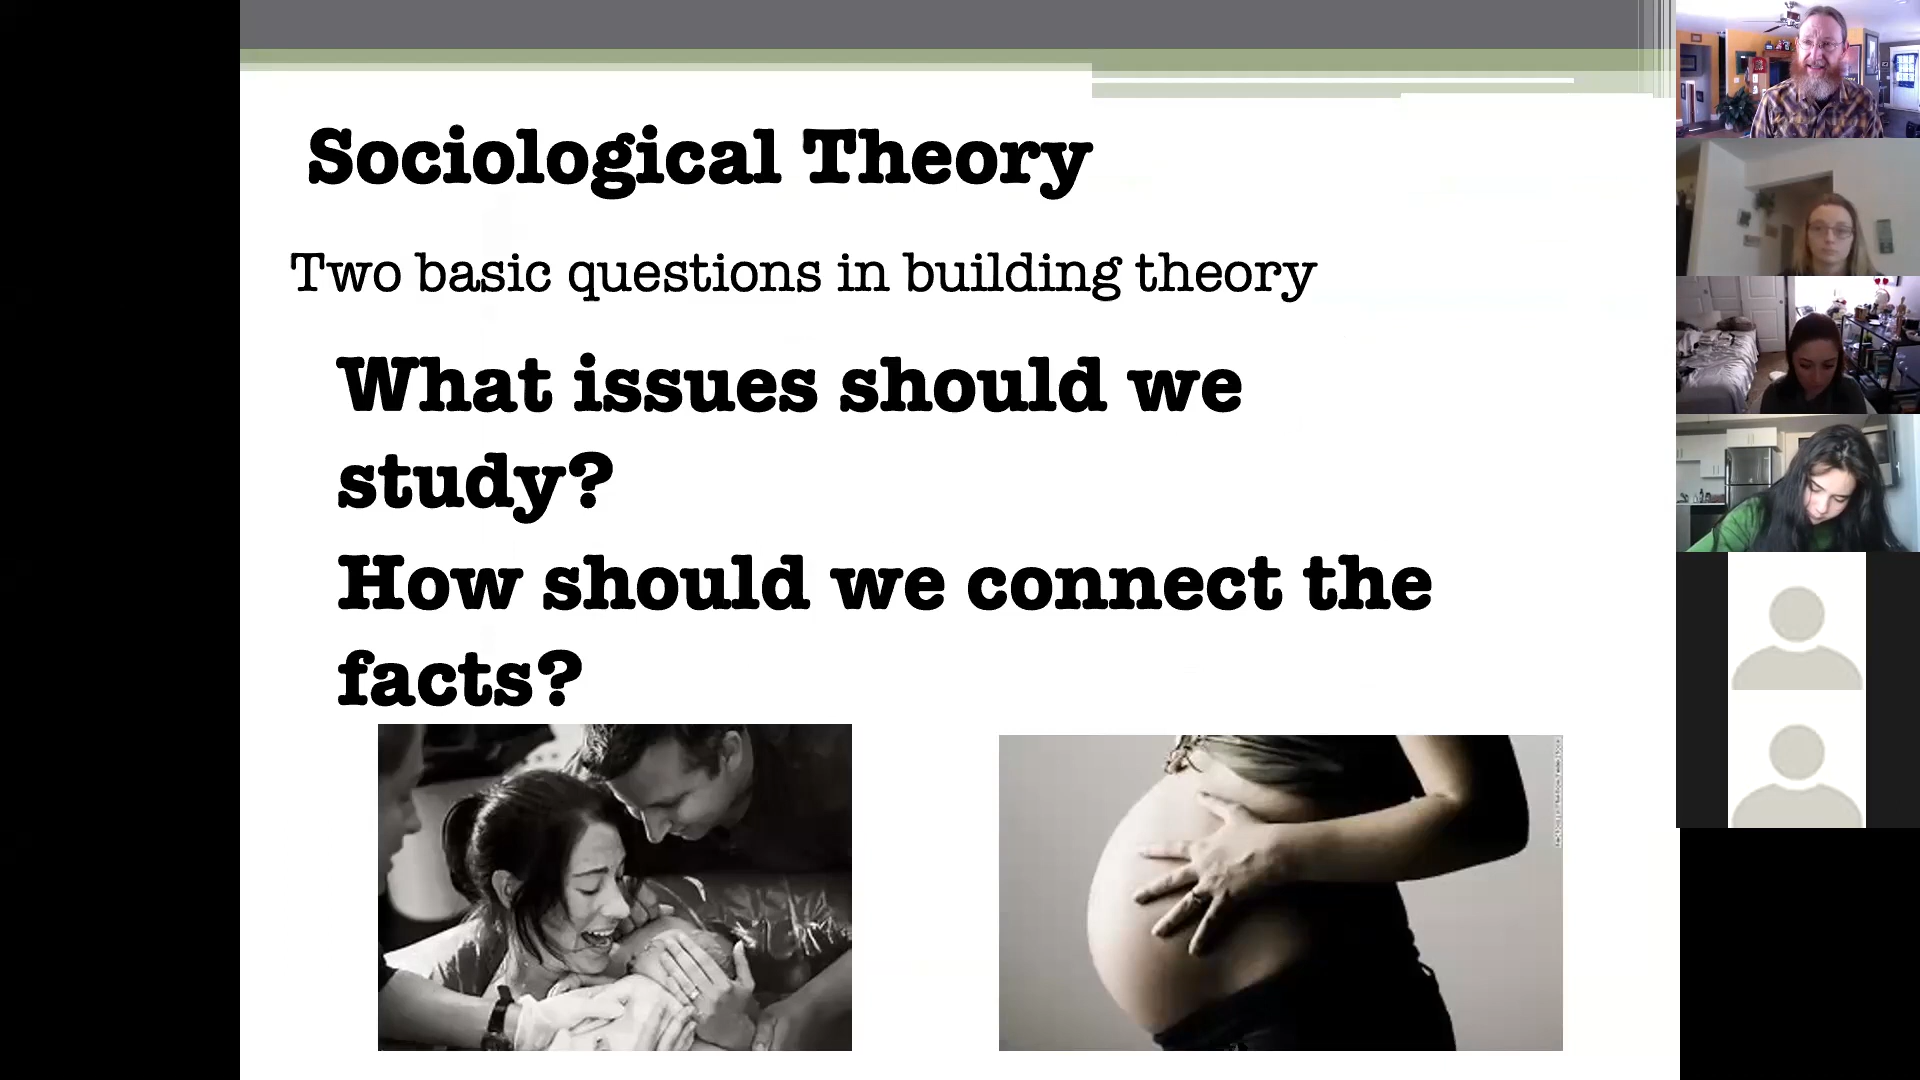 Sociological Theory
Two basic questions in building theory
What issues should we
study?
How should we connect the
facts?